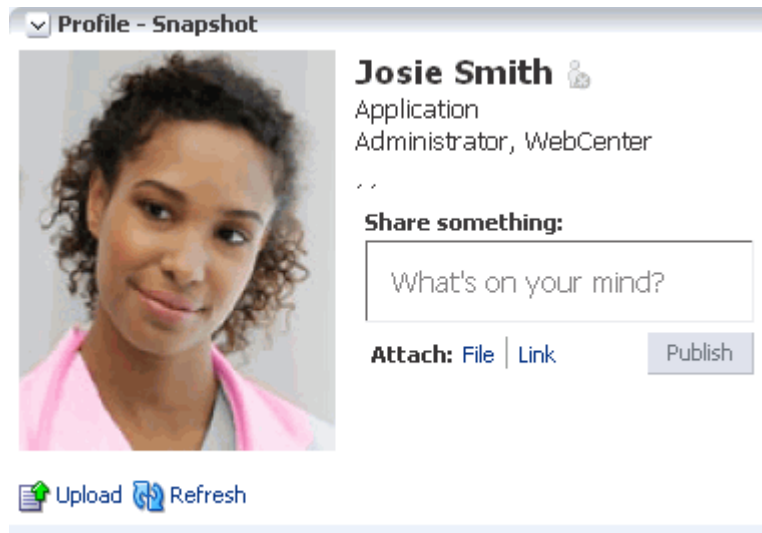 Profile - Snapshot
Josie Smith
Application
Administrator, WebCenter
, ,
Share something:
What's on your mind?
Attach: File | Link Publish
Upload Refresh